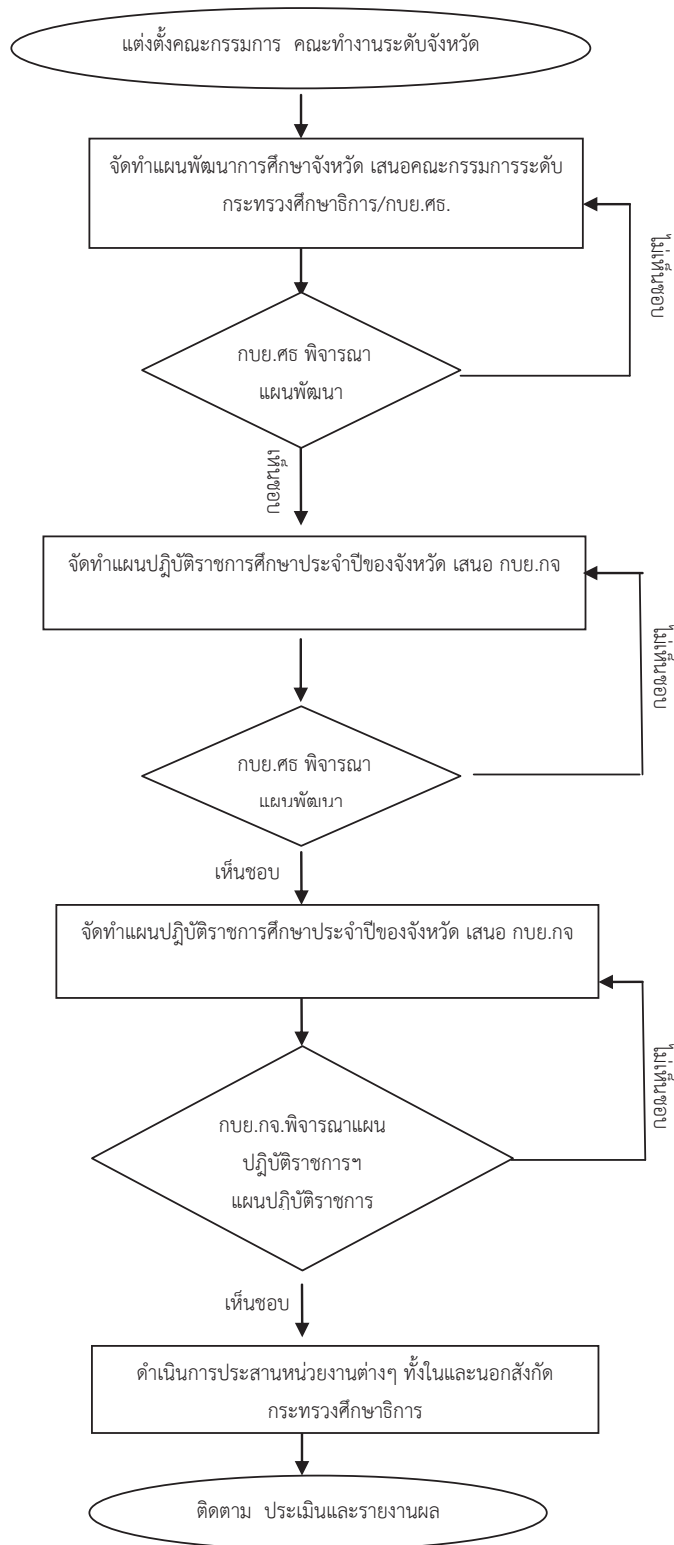 แต่งตั้งคณะกรรมการ คณะทำงานระดับจังหวัด
จัดทำแผนพัฒนาการศึกษาจังหวัด เสนอคณะกรรมการระดับ
กระทรวงศึกษาธิการ/กบย.ศธ.
ไม่เห็นชอบ
กบย.ศธ พิจารณา
แผนพัฒนา
เห็นชอบ
จัดทำแผนปฎิบัติราชการศึกษาประจำปีของจังหวัด เสนอ กบย.กจ
ไม่เห็นชอบ
กบย.ศธ พิจารณา
แผนพัฒนา
เห็นชอบ
จัดทำแผนปฎิบัติราชการศึกษาประจำปีของจังหวัด เสนอ กบย.กจ
ไม่เห็นชอบ
กบย.กจ.พิจารณาแผน
ปฎิบัติราชการฯ
แผนปฎิบัติราชการ
เห็นชอบ
ดำเนินการประสานหน่วยงานต่างๆ ทั้งในและนอกสังกัด
กระทรวงศึกษาธิการ
ติดตาม ประเมินและรายงานผล